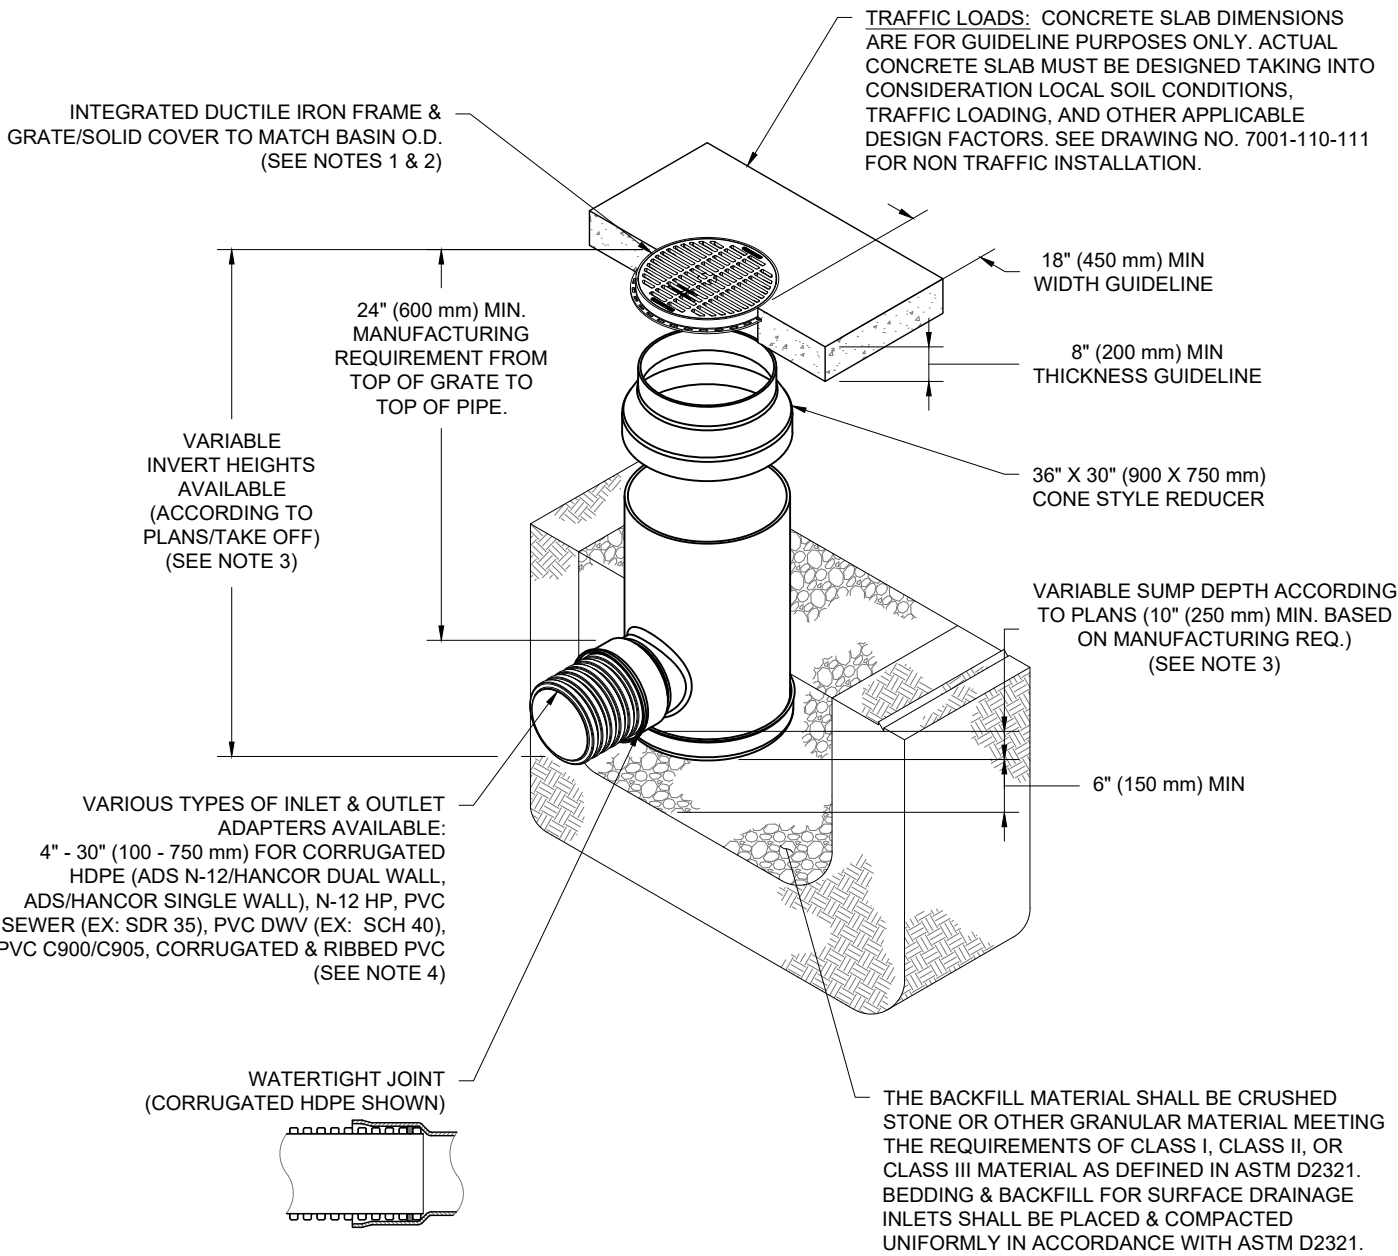 TRAFFIC LOADS: CONCRETE SLAB DIMENSIONS
ARE FOR GUIDELINE PURPOSES ONLY. ACTUAL
CONCRETE SLAB MUST BE DESIGNED TAKING INTO
CONSIDERATION LOCAL SOIL CONDITIONS,
TRAFFIC LOADING, AND OTHER APPLICABLE
DESIGN FACTORS. SEE DRAWING NO. 7001-110-111
FOR NON TRAFFIC INSTALLATION.
INTEGRATED DUCTILE IRON FRAME &
GRATE/SOLID COVER TO MATCH BASIN O.D.
(SEE NOTES 1 & 2)
18" (450 mm) MIN
WIDTH GUIDELINE
24" (600 mm) MIN.
MANUFACTURING
REQUIREMENT FROM
TOP OF GRATE TO
TOP OF PIPE.
8" (200 mm) MIN
THICKNESS GUIDELINE
VARIABLE
INVERT HEIGHTS
AVAILABLE
(ACCORDING TO
PLANS/TAKE OFF)
(SEE NOTE 3)
36" X 30" (900 X 750 mm)
CONE STYLE REDUCER
VARIABLE SUMP DEPTH ACCORDING
TO PLANS (10" (250 mm) MIN. BASED
ON MANUFACTURING REQ.)
(SEE NOTE 3)
6" (150 mm) MIN
VARIOUS TYPES OF INLET & OUTLET
ADAPTERS AVAILABLE:
4" - 30" (100 - 750 mm) FOR CORRUGATED
HDPE (ADS N-12/HANCOR DUAL WALL,
ADS/HANCOR SINGLE WALL), N-12 HP, PVC
SEWER (EX: SDR 35), PVC DWV (EX: SCH 40),
PVC C900/C905, CORRUGATED & RIBBED PVC
(SEE NOTE 4)
WATERTIGHT JOINT
(CORRUGATED HDPE SHOWN)
THE BACKFILL MATERIAL SHALL BE CRUSHED
STONE OR OTHER GRANULAR MATERIAL MEETING
THE REQUIREMENTS OF CLASS I, CLASS II, OR
CLASS III MATERIAL AS DEFINED IN ASTM D2321.
BEDDING & BACKFILL FOR SURFACE DRAINAGE
INLETS SHALL BE PLACED & COMPACTED
UNIFORMLY IN ACCORDANCE WITH ASTM D2321.